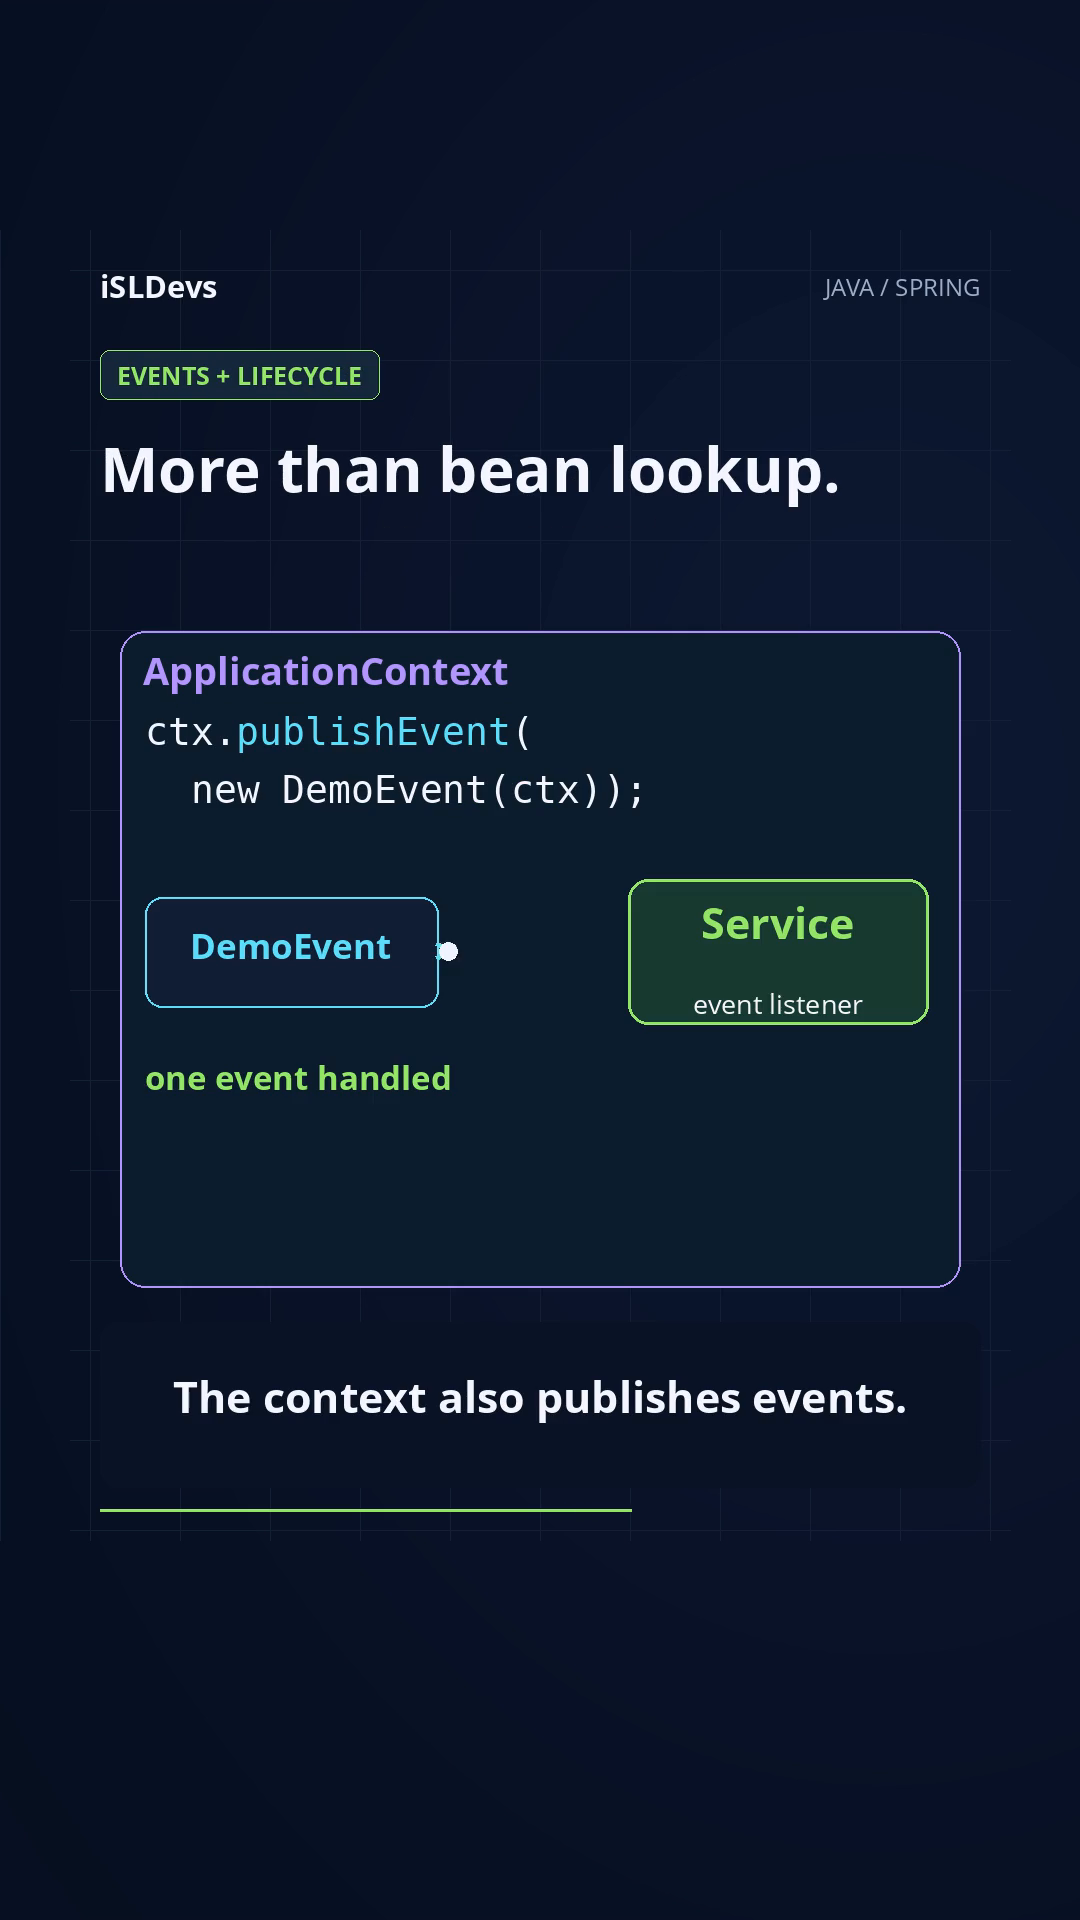 iSLDevs
JAVA / SPRING
EVENTS + LIFECYCLE
More than bean lookup.
ApplicationContext
ctx.publishEvent(
  new DemoEvent(ctx));
DemoEvent
Service
event listener
one event handled
The context also publishes events.